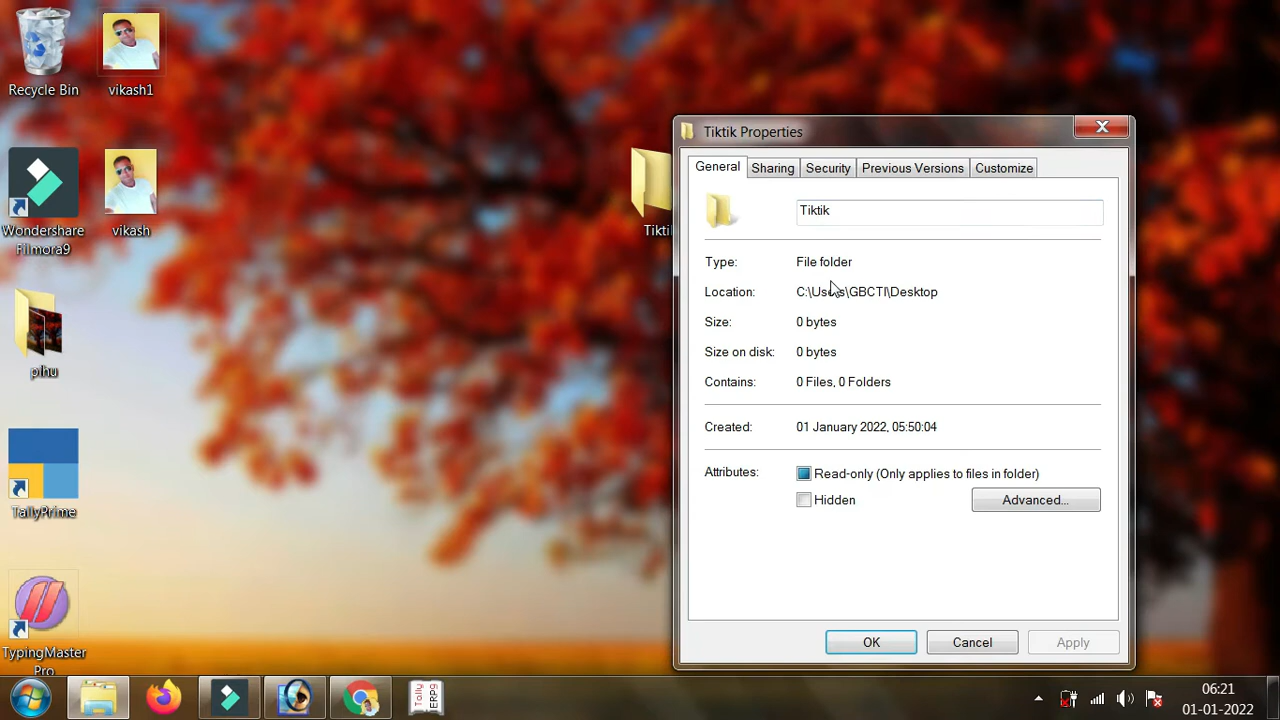 Recycle Bin
vikash1
Wondershare
Filmora9
vikash
pihu
TallyPrime
TypingMaster
Pro
Tikti
Tiktik Properties
General
Sharing
Security
Previous Versions
Customize
Tiktik
Type:
File folder
Location:
C:\Users\GBCTI\Desktop
Size:
0 bytes
Size on disk:
0 bytes
Contains:
0 Files, 0 Folders
Created:
01 January 2022, 05:50:04
Attributes:
Read-only (Only applies to files in folder)
Hidden
Advanced...
OK
Cancel
Apply
Tally
ERP9
06:21
01-01-2022